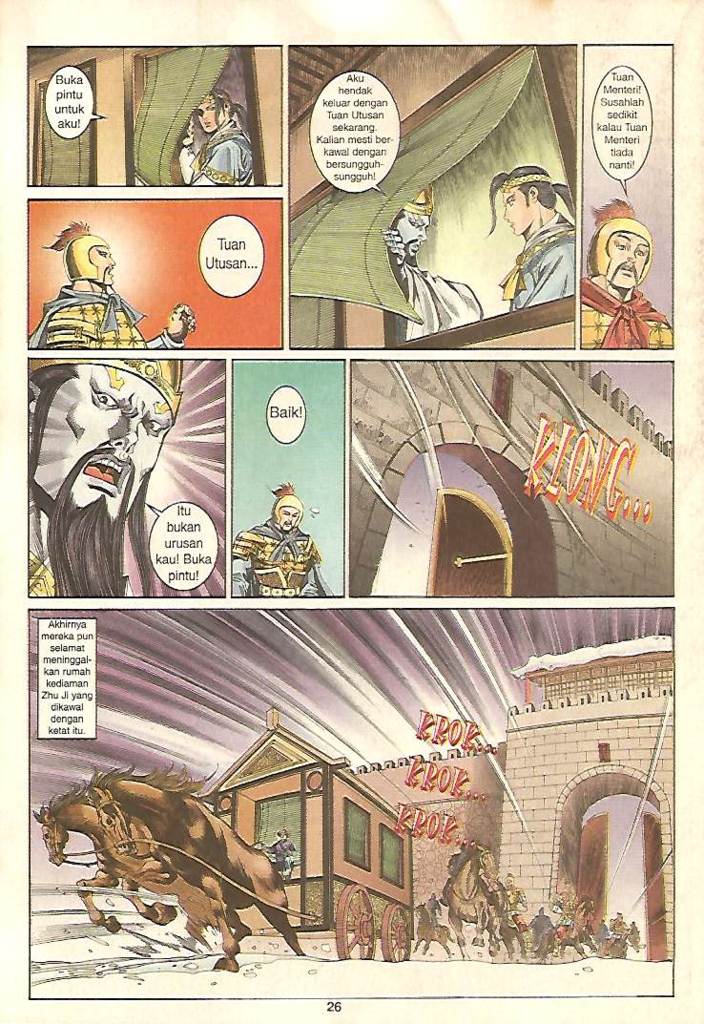 Buka
pintu
untuk
aku!
Aku
hendak
keluar dengan
Tuan Utusan
sekarang.
Kalian mesti ber-
kawal dengan
bersungguh-
sungguh!
Tuan
Menteri!
Susahlah
sedikit
kalau Tuan
Menteri
tiada
nanti!
Tuan
Utusan...
Itu
bukan
urusan
kau! Buka
pintu!
Baik!
KLONG...
Akhirnya
mereka pun
selamat
meninggal-
kan rumah
kediaman
Zhu Ji yang
dikawal
dengan
ketat itu.
KROK...
KROK...
KROK...
26